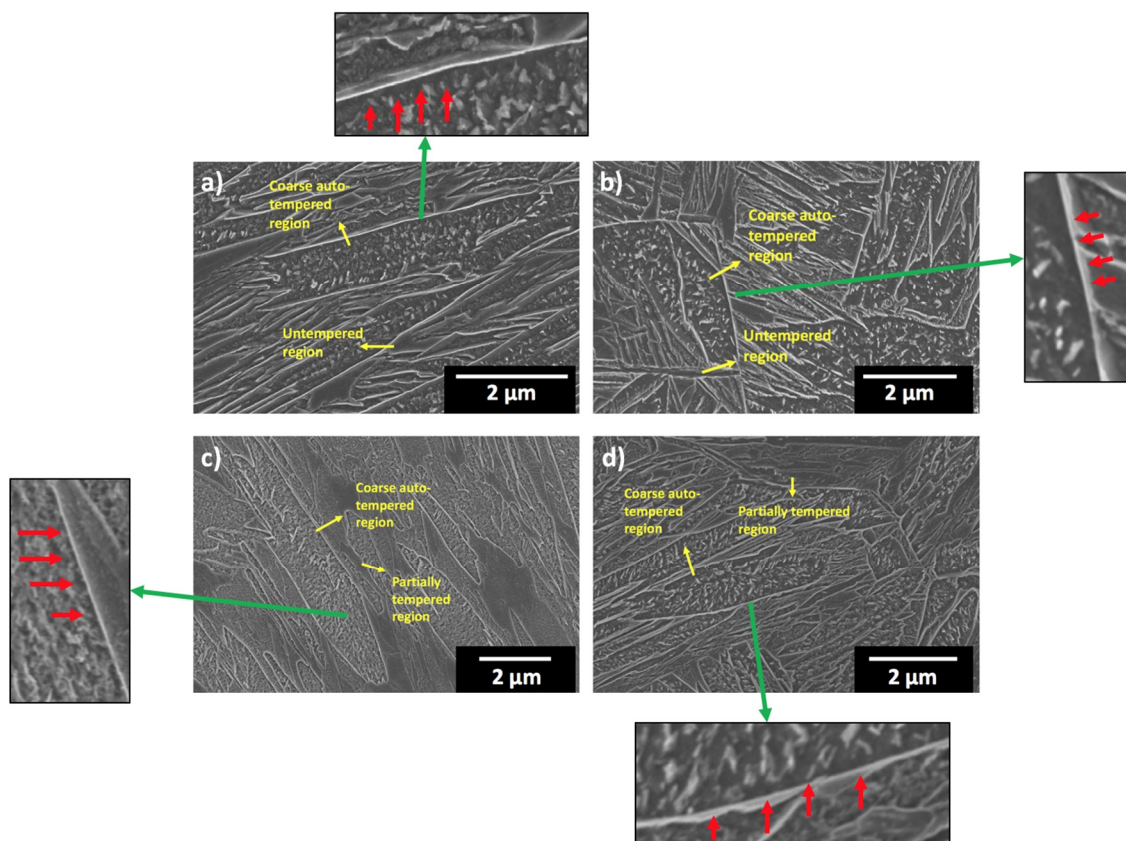 a)
Coarse auto-
tempered
region
Untempered
region
2 µm
b)
Coarse auto-
tempered
region
Untempered
region
2 µm
c)
Coarse auto-
tempered
region
Partially
tempered
region
2 µm
d)
Coarse auto-
tempered
region
Partially tempered
region
2 µm